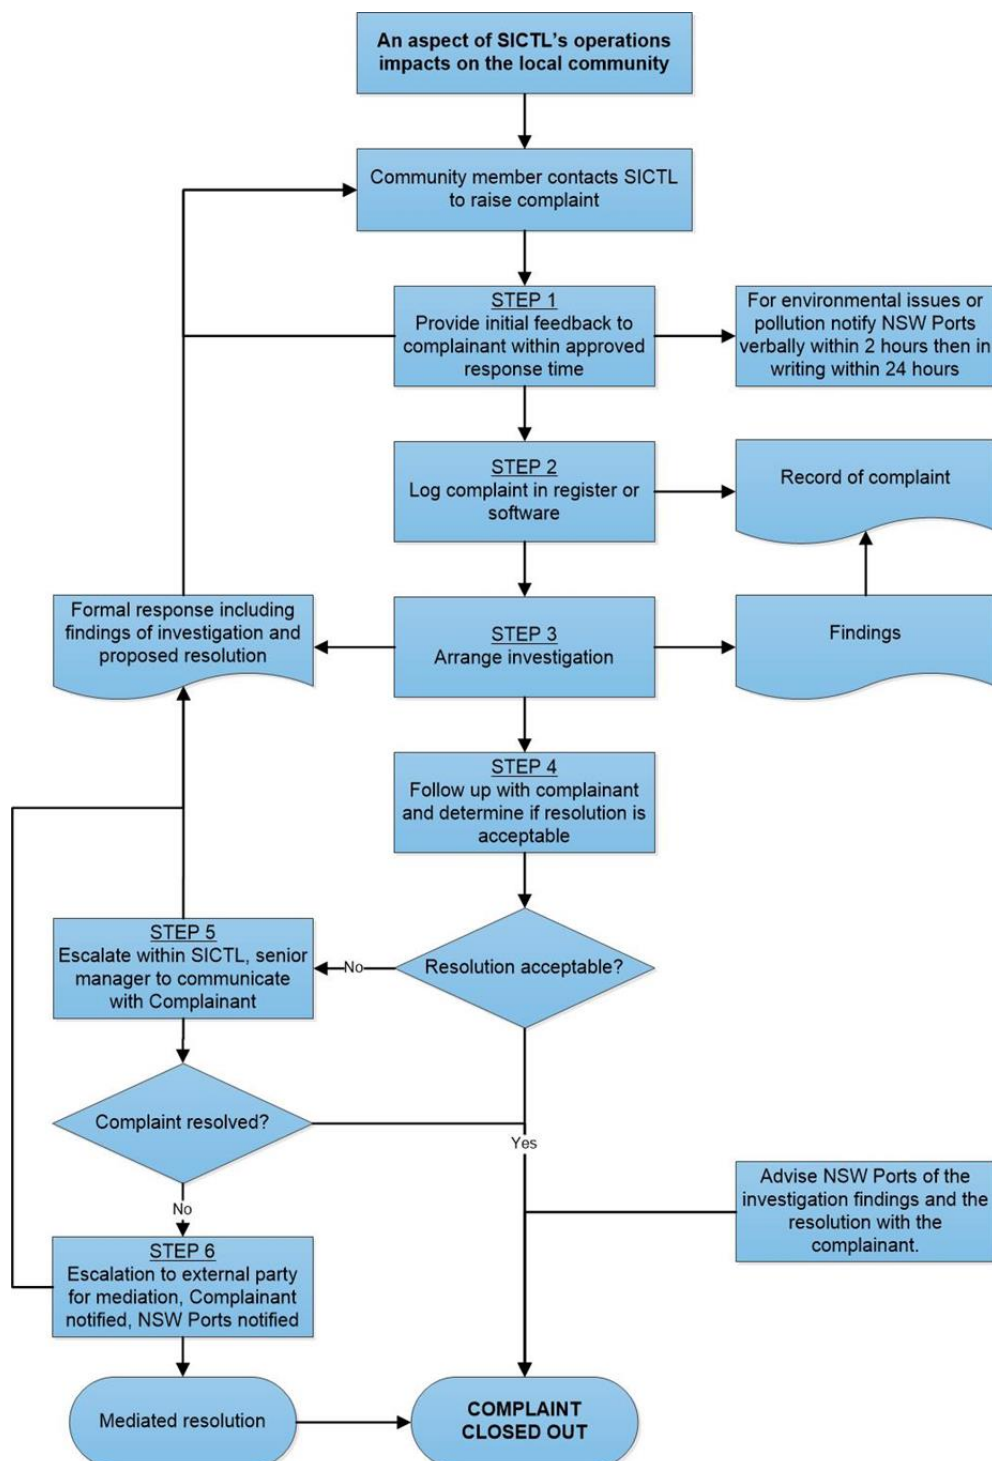 An aspect of SICTL's operations
impacts on the local community
Community member contacts SICTL
to raise complaint
STEP 1
Provide initial feedback to
complainant within approved
response time
For environmental issues or
pollution notify NSW Ports
verbally within 2 hours then in
writing within 24 hours
STEP 2
Log complaint in register or
software
Record of complaint
Formal response including
findings of investigation and
proposed resolution
STEP 3
Arrange investigation
Findings
STEP 4
Follow up with complainant
and determine if resolution is
acceptable
STEP 5
Escalate within SICTL, senior
manager to communicate
with Complainant
No
Resolution acceptable?
Complaint resolved?
Yes
Advise NSW Ports of the
investigation findings and the
resolution with the
complainant.
No
STEP 6
Escalation to external party
for mediation, Complainant
notified, NSW Ports notified
Mediated resolution
COMPLAINT
CLOSED OUT